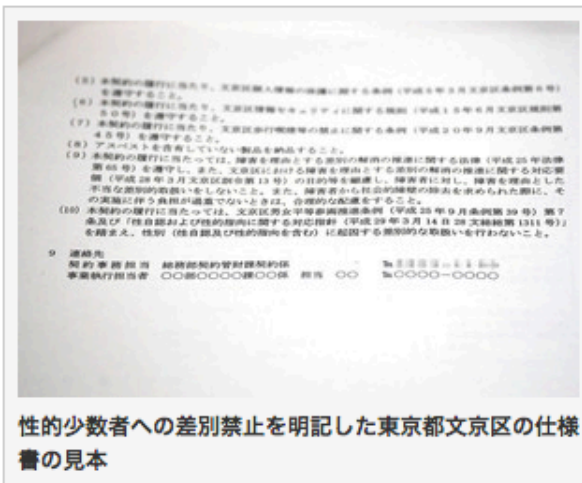 (5) 本契約の履行に当たり、文京区個人情報の保護に関する条例(平成5年3月文京区条例第6号)
を遵守すること。
(6) 本契約の履行に当たり、文京区情報セキュリティに関する規則(平成15年6月文京区規則第
50号)を遵守すること。
(7) 本契約の履行に当たり、文京区歩行喫煙等の禁止に関する条例(平成20年9月文京区条例第
45号)を遵守すること。
(8) アスベストを含有していない製品を納品すること。
(9) 本契約の履行に当たっては、障害を理由とする差別の解消の推進に関する法律(平成25年法律
第65号)を遵守し、また、文京区における障害を理由とする差別の解消の推進に関する対応要
領(平成28年3月文京区訓令第13号)の目的等を編慮し、障害者に対し、障害を理由とした
不当な差別的取扱いをしないこと。また、障害者から社会的障壁の除去を求められた際に、そ
の実施に伴う負担が過重でないときは、合理的な配慮をすること。
(10) 本契約の履行に当たっては、文京区男女平等参画推進条例(平成25年9月条例第39号)第7
条及び「性自認および性的指向に関する対応指針(平成29年3月14日28文総総第1311号)」
を踏まえ、性別(性自認及び性的指向を含む)に起因する差別的な取扱いを行わないこと。
9 連絡先
契約事務担当 総務部契約管財課契約係 ℡
事業執行担当者 〇〇部〇〇〇〇課〇〇係 担当 〇〇 ℡〇〇〇〇-〇〇〇〇
性的少数者への差別禁止を明記した東京都文京区の仕様
書の見本